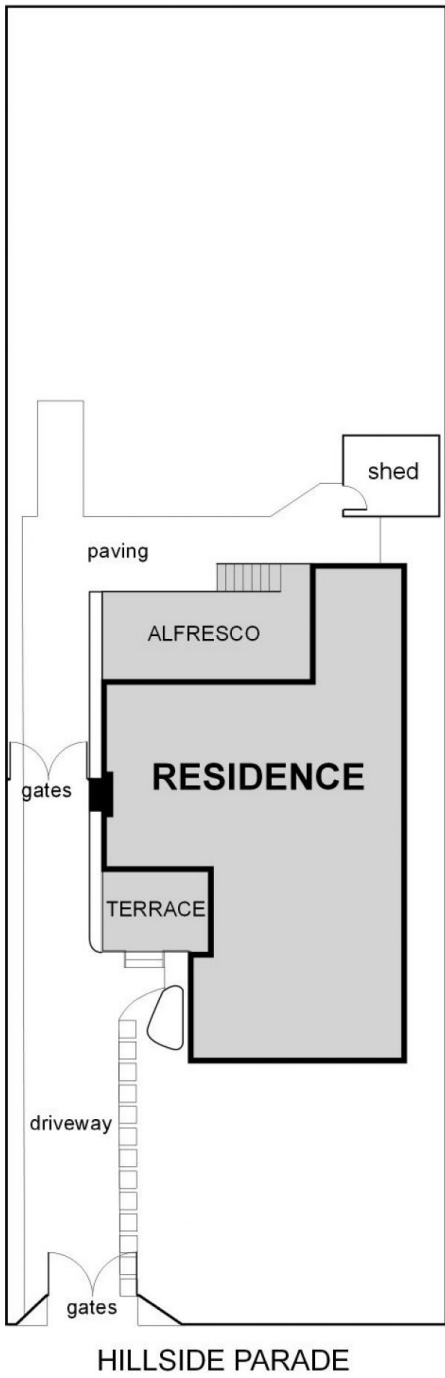 shed
paving
ALFRESCO
RESIDENCE
gates
TERRACE
driveway
gates
HILLSIDE PARADE